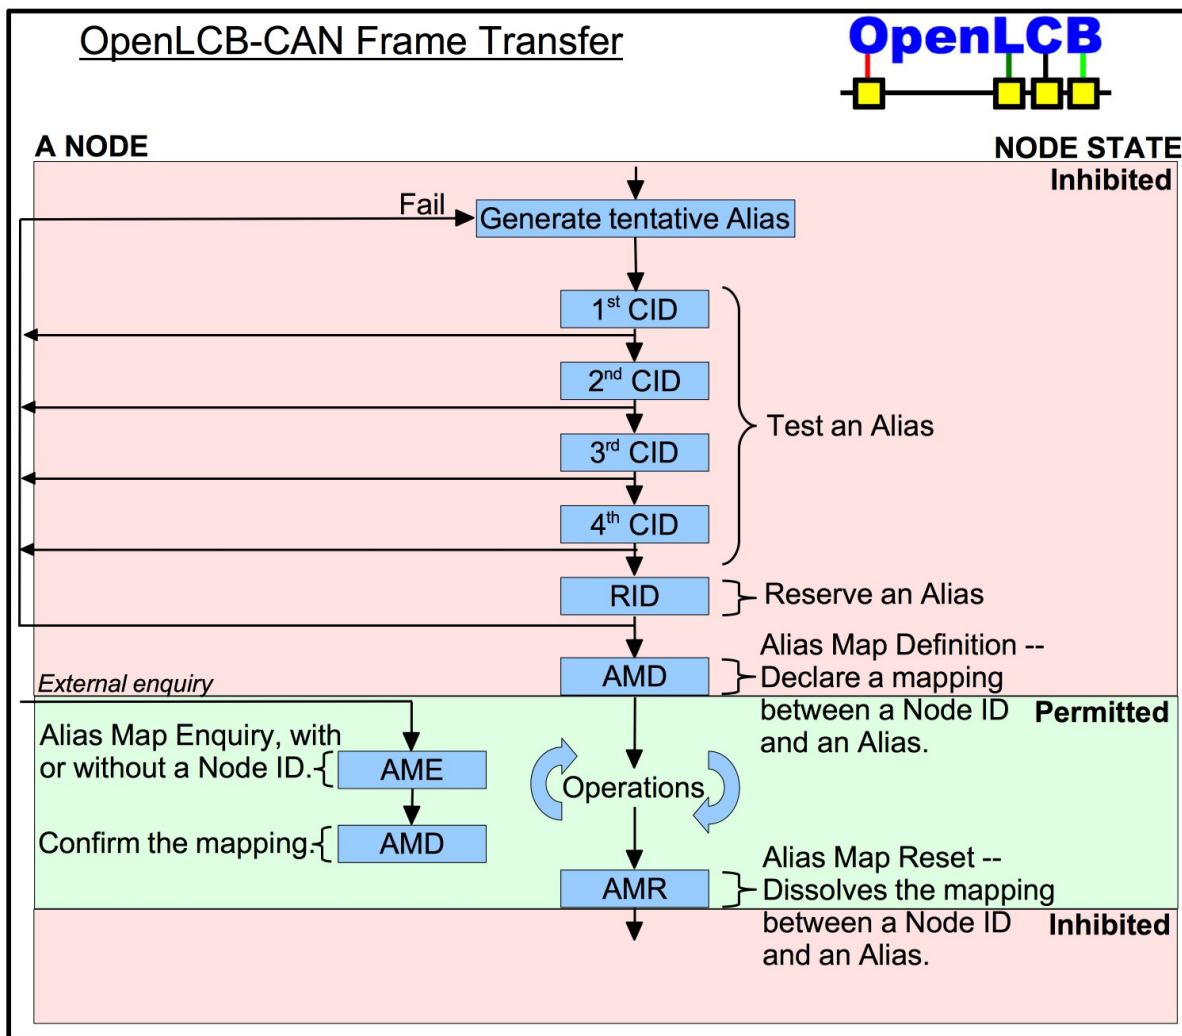 OpenLCB-CAN Frame Transfer
OpenLCB
A NODE
NODE STATE
Inhibited
Fail
Generate tentative Alias
1st CID
2nd CID
Test an Alias
3rd CID
4th CID
RID
Reserve an Alias
AMD
Alias Map Definition --
Declare a mapping
between a Node ID
and an Alias.
External enquiry
Permitted
Alias Map Enquiry, with
or without a Node ID.
AME
Operations
Confirm the mapping.
AMD
AMR
Alias Map Reset --
Dissolves the mapping
between a Node ID
and an Alias.
Inhibited